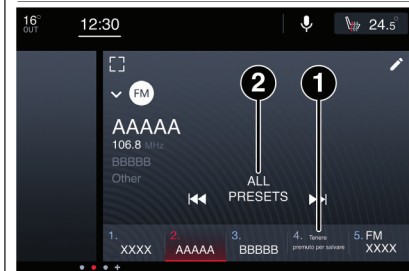 16°
OUT
12:30
24.5°
FM
2
1
AAAAA
106.8 MHz
BBBBB
Other
ALL
PRESETS
1.
XXXX
2.
AAAAA
3.
BBBBB
4. Tenere
premuto per salvare
5. FM
XXXX